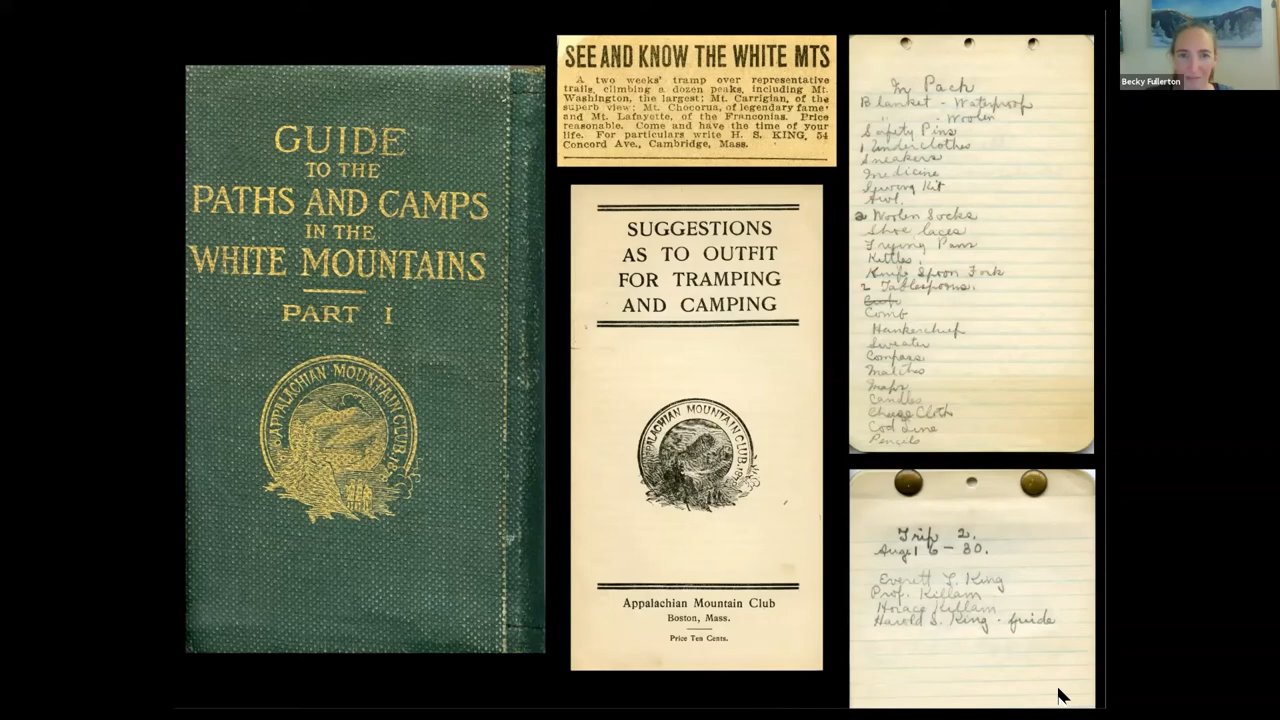 GUIDE
TO THE
PATHS AND CAMPS
IN THE
WHITE MOUNTAINS
PART I
APPALACHIAN MOUNTAIN CLUB. 1876
SEE AND KNOW THE WHITE MTS
A two weeks' tramp over representative
trails, climbing a dozen peaks, including Mt.
Washington, the largest; Mt. Carrigian, of the
superb view; Mt. Chocorua, of legendary fame
and Mt. Lafayette, of the Franconias. Price
reasonable. Come and have the time of your
life. For particulars write H. S. KING, 54
Concord Ave., Cambridge, Mass.
SUGGESTIONS
AS TO OUTFIT
FOR TRAMPING
AND CAMPING
APPALACHIAN MOUNTAIN CLUB. 1876
Appalachian Mountain Club
Boston, Mass.
Price Ten Cents.
In Pack
Blanket - Waterproof
" - Woolen
Safety Pins
1 Underclothes
Sneakers
Medicine
Sewing Kit
Awl.
2 Woolen Socks
Shoe laces
Frying Pans
Kettles,
Knife Spoon Fork
2 Tablespoons.
Comb
Hankerchief
Sweater
Compass
Matches
Maps
Candles
Cheese Cloth
Cod Line
Pencils
Trip 2.
Aug 16 - 30.
Everett L. King
Prof. Killam
Horace Killam
Harold S. King - guide
Becky Fullerton